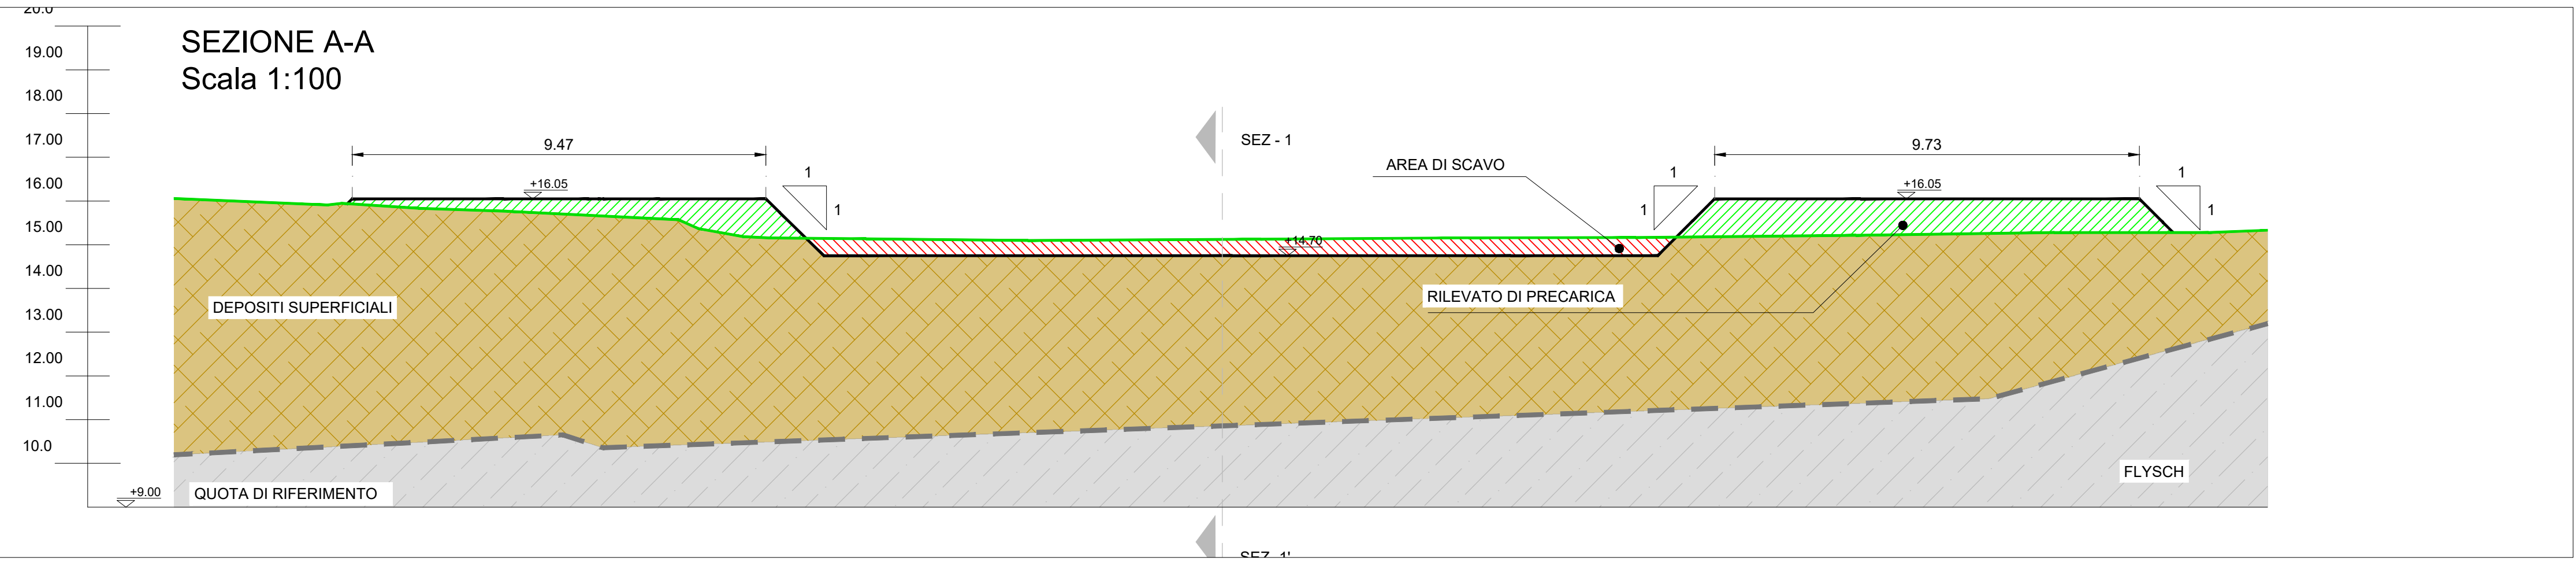 20.0
19.00
18.00
17.00
16.00
15.00
14.00
13.00
12.00
11.00
10.0
SEZIONE A-A
Scala 1:100
9.47
+16.05
1
1
SEZ - 1
AREA DI SCAVO
1
1
9.73
+16.05
1
1
+14.70
RILEVATO DI PRECARICA
DEPOSITI SUPERFICIALI
+9.00
QUOTA DI RIFERIMENTO
FLYSCH
SEZ -1'